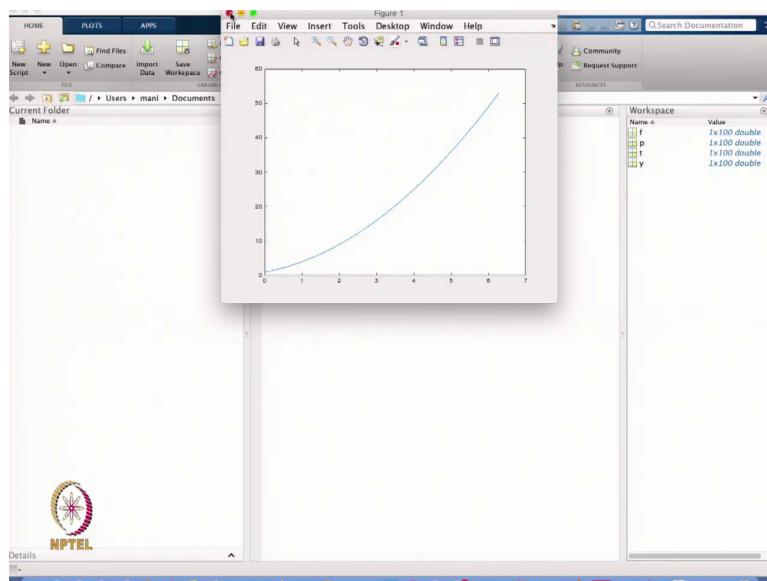 Figure 1
HOME PLOTS APPS
File Edit View Insert Tools Desktop Window Help
Search Documentation
New Script
New
Open
Find Files
Compare
Import Data
Save Workspace
Community
Request Support
FILE
RESOURCES
/ ▸ Users ▸ mani ▸ Documents
Current Folder
Name
60
50
40
30
20
10
0
0 1 2 3 4 5 6 7
Workspace
Name Value
f 1x100 double
p 1x100 double
t 1x100 double
y 1x100 double
NPTEL
Details